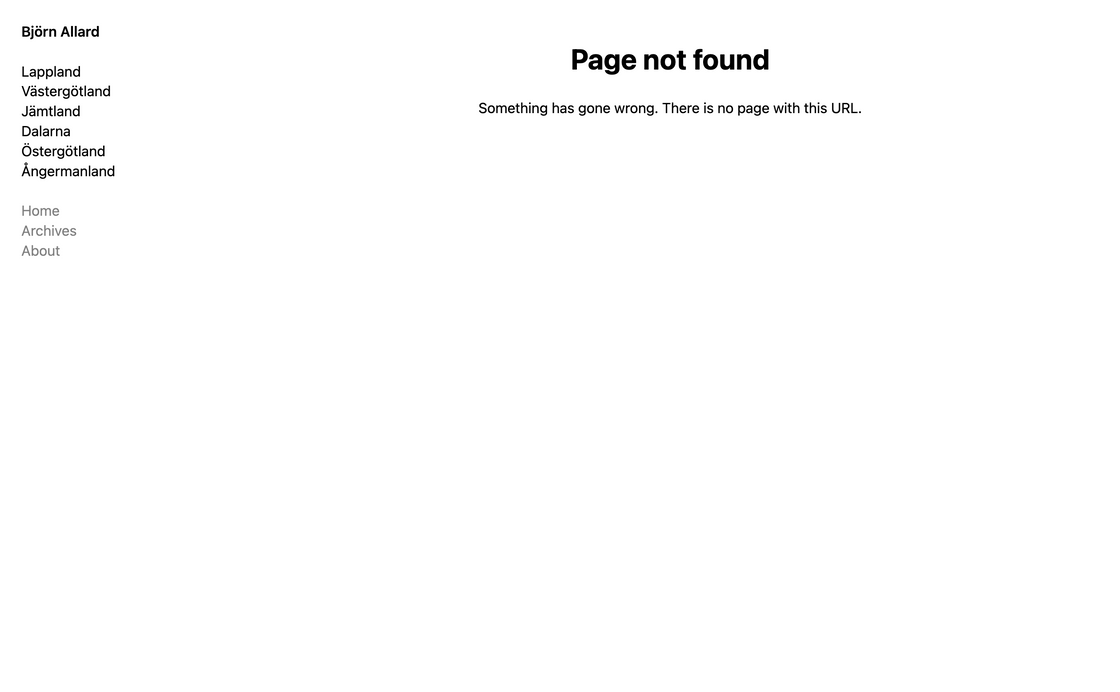 Björn Allard
Lappland
Västergötland
Jämtland
Dalarna
Östergötland
Ångermanland
Home
Archives
About
Page not found
Something has gone wrong. There is no page with this URL.